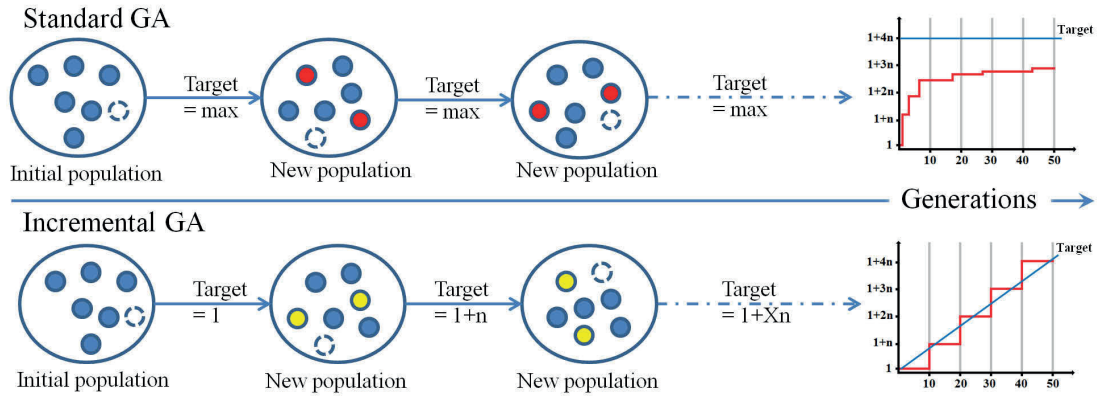 Standard GA
Target
= max
Target
= max
Target
= max
Initial population
New population
New population
Target
1+4n
1+3n
1+2n
1+n
1
10 20 30 40 50
Generations
Incremental GA
Target
= 1
Target
= 1+n
Target
= 1+Xn
Initial population
New population
New population
Target
1+4n
1+3n
1+2n
1+n
1
10 20 30 40 50